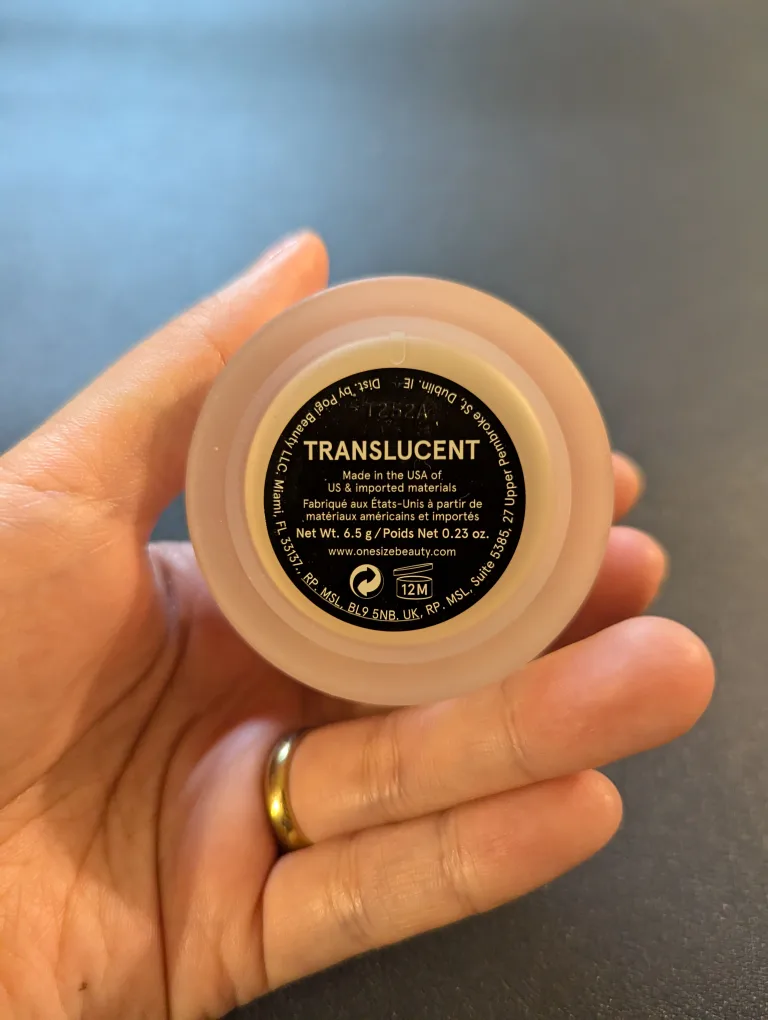 T252A
TRANSLUCENT
Made in the USA of
US & imported materials
Fabriqué aux États-Unis à partir de
matériaux américains et importés
Net Wt. 6.5 g / Poids Net 0.23 oz.
www.onesizebeauty.com
12M
Dist. by Pogi Beauty LLC. Miami, FL 33137., RP. MSL, BL9 5NB, UK, RP. MSL, Suite 5385, 27 Upper Pembroke St, Dublin, IE